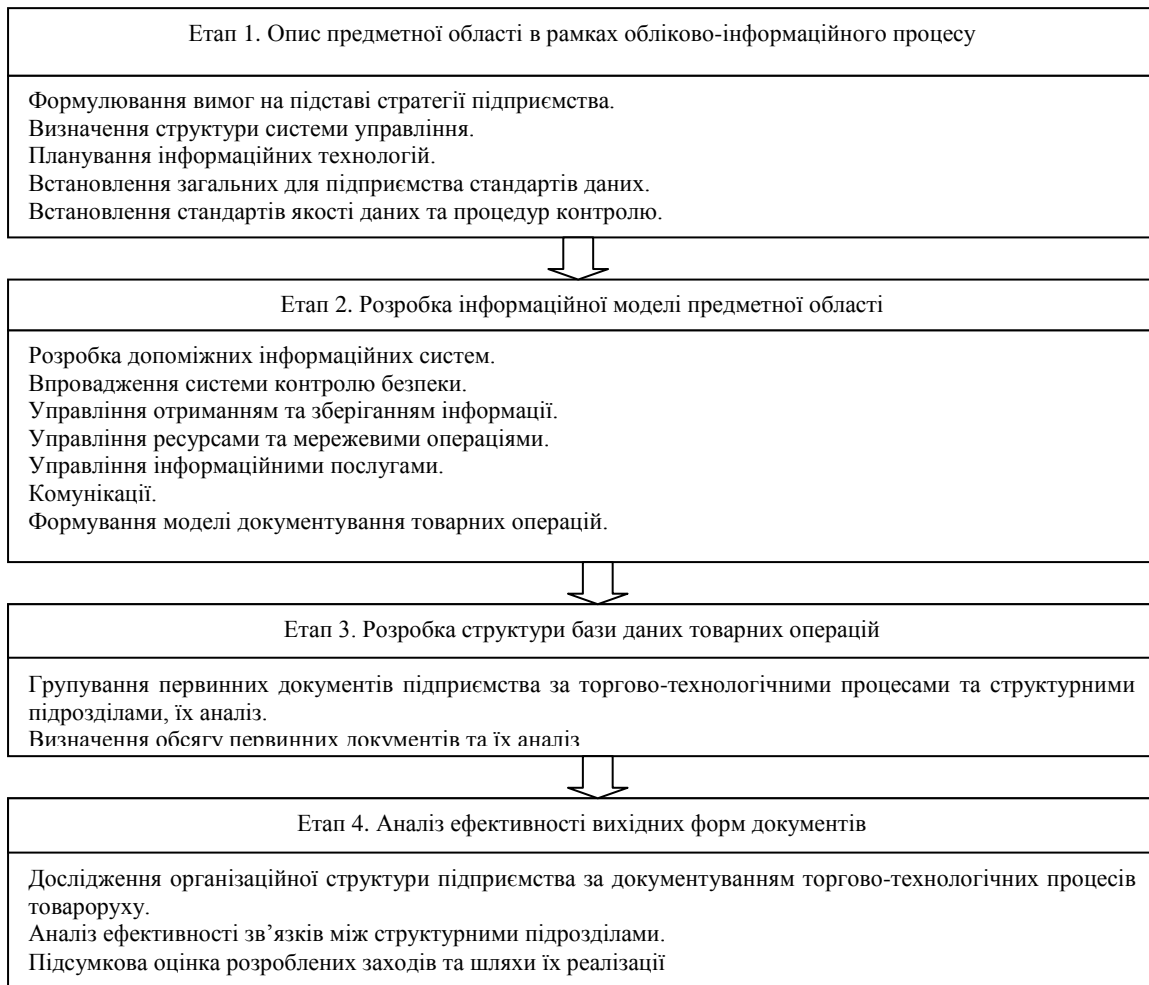 Етап 1. Опис предметної області в рамках обліково-інформаційного процесу
Формулювання вимог на підставі стратегії підприємства.
Визначення структури системи управління.
Планування інформаційних технологій.
Встановлення загальних для підприємства стандартів даних.
Встановлення стандартів якості даних та процедур контролю.
Етап 2. Розробка інформаційної моделі предметної області
Розробка допоміжних інформаційних систем.
Впровадження системи контролю безпеки.
Управління отриманням та зберіганням інформації.
Управління ресурсами та мережевими операціями.
Управління інформаційними послугами.
Комунікації.
Формування моделі документування товарних операцій.
Етап 3. Розробка структури бази даних товарних операцій
Групування первинних документів підприємства за торгово-технологічними процесами та структурними
підрозділами, їх аналіз.
Визначення обсягу первинних документів та їх аналіз
Етап 4. Аналіз ефективності вихідних форм документів
Дослідження організаційної структури підприємства за документуванням торгово-технологічних процесів
товароруху.
Аналіз ефективності зв’язків між структурними підрозділами.
Підсумкова оцінка розроблених заходів та шляхи їх реалізації